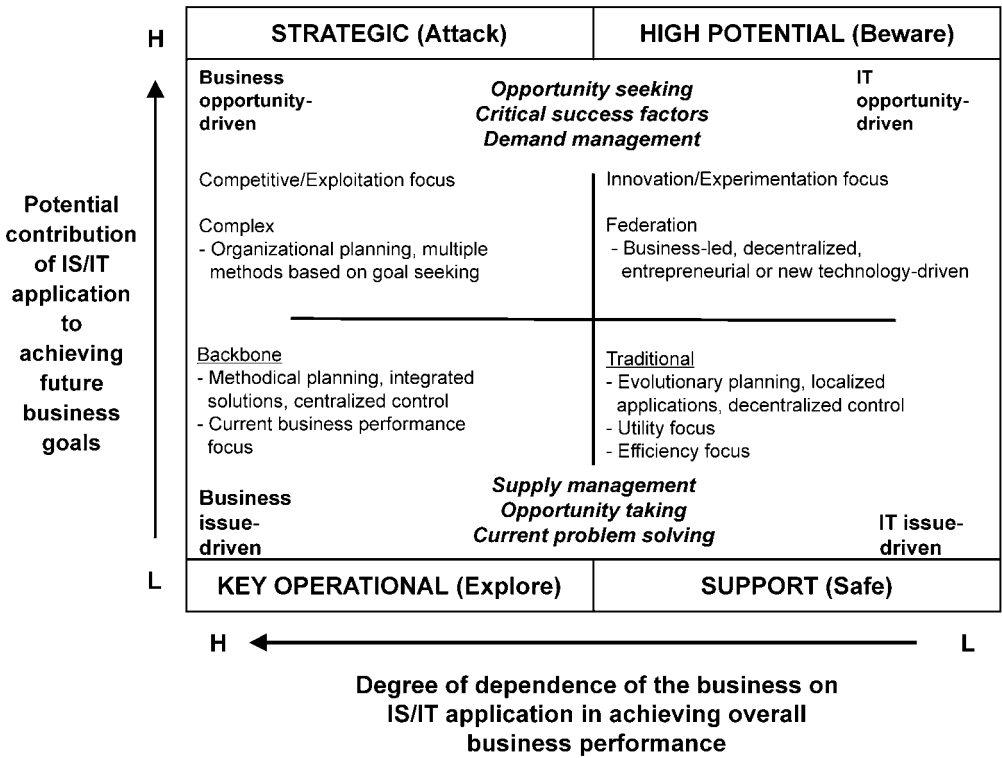 H
STRATEGIC (Attack)
HIGH POTENTIAL (Beware)
Business
opportunity-
driven
Opportunity seeking
Critical success factors
Demand management
IT
opportunity-
driven
Competitive/Exploitation focus
Complex
- Organizational planning, multiple
methods based on goal seeking
Innovation/Experimentation focus
Federation
- Business-led, decentralized,
entrepreneurial or new technology-driven
Potential
contribution
of IS/IT
application
to
achieving
future
business
goals
Backbone
- Methodical planning, integrated
solutions, centralized control
- Current business performance
focus
Traditional
- Evolutionary planning, localized
applications, decentralized control
- Utility focus
- Efficiency focus
Business
issue-
driven
Supply management
Opportunity taking
Current problem solving
IT issue-
driven
L
KEY OPERATIONAL (Explore)
SUPPORT (Safe)
H
L
Degree of dependence of the business on
IS/IT application in achieving overall
business performance